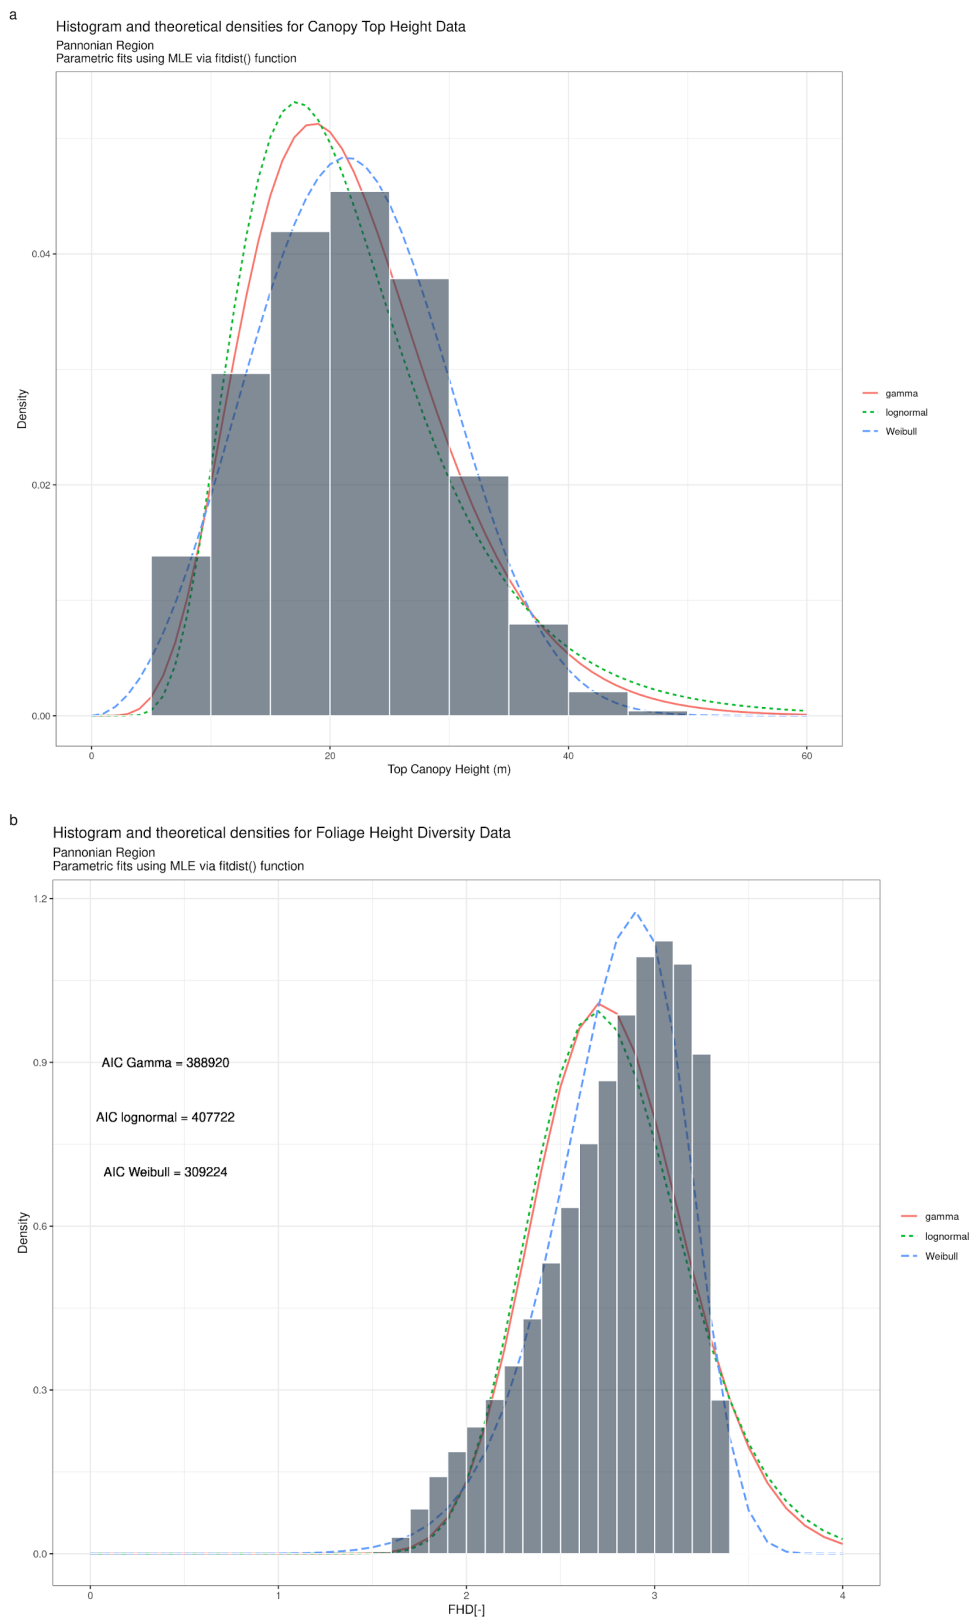 a
Histogram and theoretical densities for Canopy Top Height Data
Pannonian Region
Parametric fits using MLE via fitdist() function
0.04
0.02
0.00
Density
0
20
40
60
Top Canopy Height (m)
gamma
lognormal
Weibull
b
Histogram and theoretical densities for Foliage Height Diversity Data
Pannonian Region
Parametric fits using MLE via fitdist() function
1.2
0.9
0.6
0.3
0.0
Density
AIC Gamma = 388920
AIC lognormal = 407722
AIC Weibull = 309224
0
1
2
3
4
FHD[-]
gamma
lognormal
Weibull